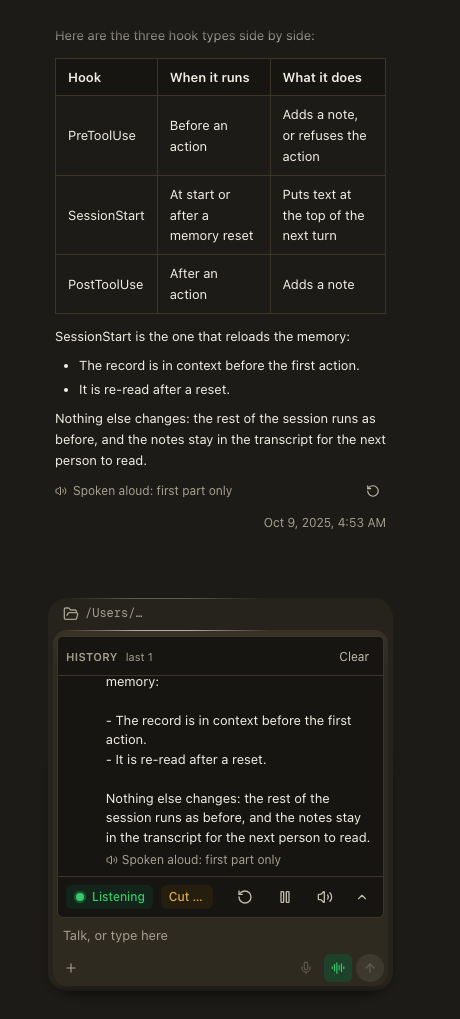 Here are the three hook types side by side:
Hook When it runs What it does
PreToolUse
Before an
action
Adds a note,
or refuses the
action
SessionStart
At start or
after a
memory reset
Puts text at
the top of the
next turn
PostToolUse
After an
action
Adds a note
SessionStart is the one that reloads the memory:
• The record is in context before the first action.
• It is re-read after a reset.
Nothing else changes: the rest of the session runs as
before, and the notes stay in the transcript for the next
person to read.
Spoken aloud: first part only
Oct 9, 2025, 4:53 AM
/Users/…
HISTORY last 1 Clear
memory:
- The record is in context before the first
action.
- It is re-read after a reset.
Nothing else changes: the rest of the
session runs as before, and the notes stay
in the transcript for the next person to read.
Spoken aloud: first part only
Listening Cut ...
Talk, or type here